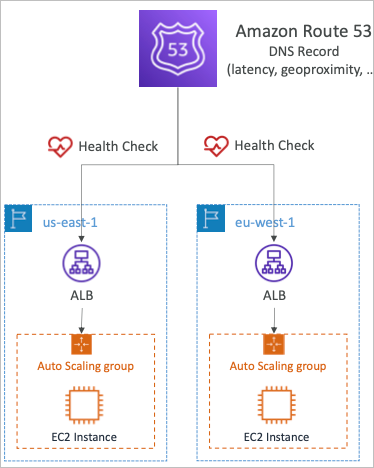 53
Amazon Route 53
DNS Record
(latency, geoproximity, ..
Health Check
Health Check
us-east-1
eu-west-1
ALB
ALB
Auto Scaling group
Auto Scaling group
EC2 Instance
EC2 Instance